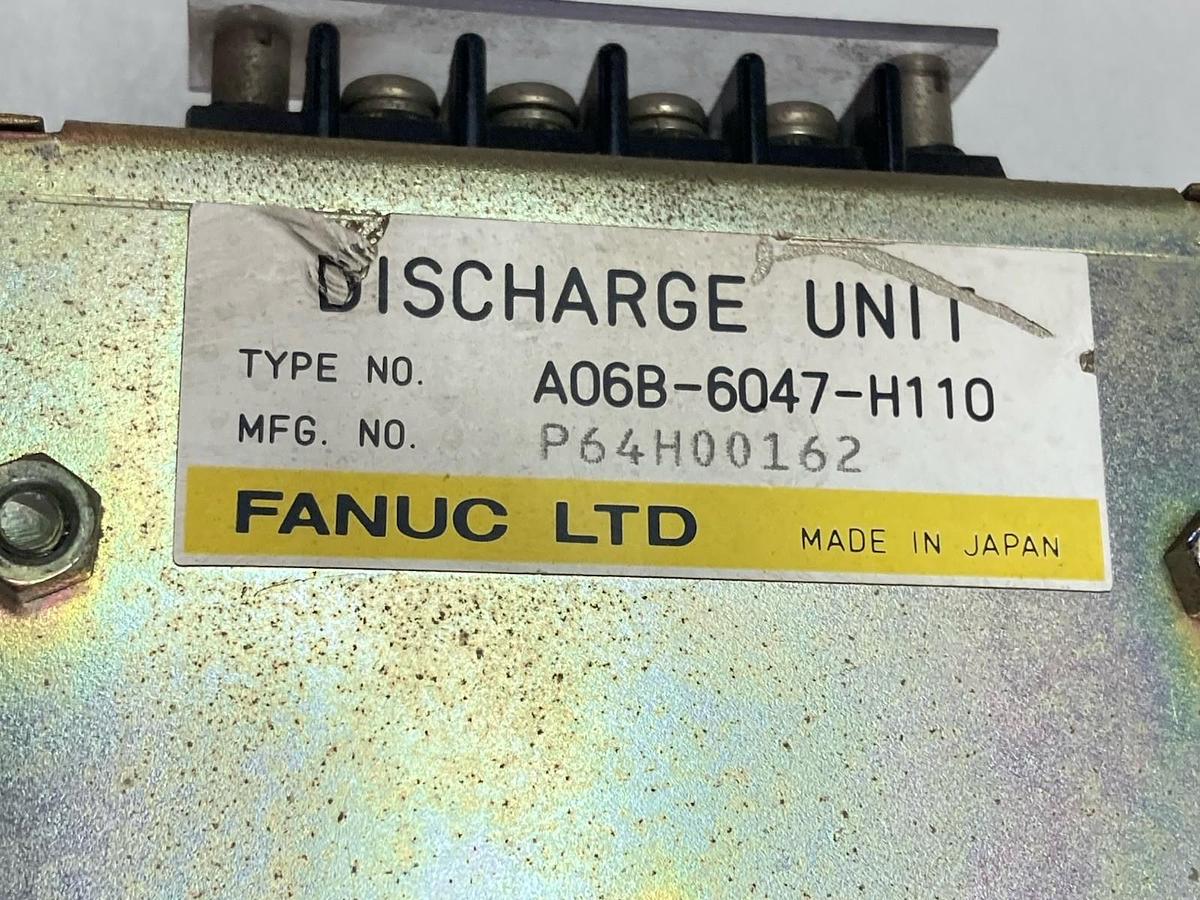 DISCHARGE UNIT
TYPE NO. A06B-6047-H110
MFG. NO. P64H00162
FANUC LTD MADE IN JAPAN